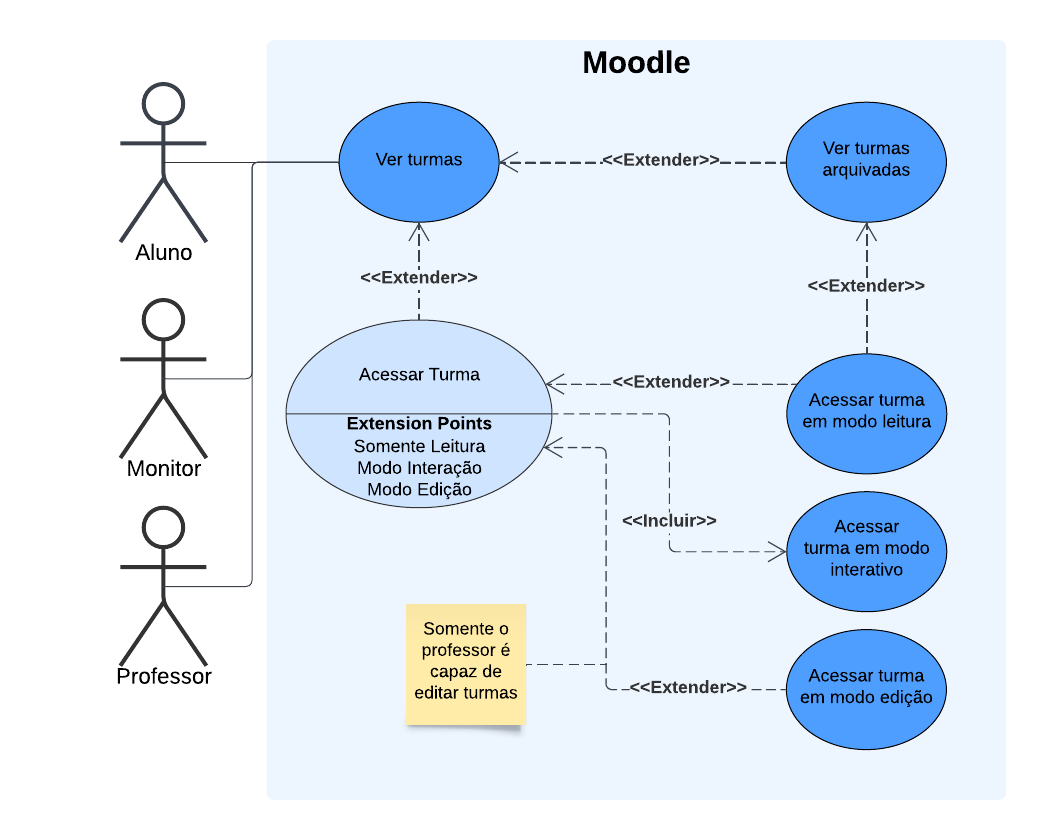 Moodle
Ver turmas
<<Extender>>
Ver turmas
arquivadas
Aluno
<<Extender>>
<<Extender>>
Acessar Turma
Extension Points
Somente Leitura
Modo Interação
Modo Edição
<<Extender>>
Acessar turma
em modo leitura
Monitor
<<Incluir>>
Acessar
turma em modo
interativo
Professor
Somente o
professor é
capaz de
editar turmas
<<Extender>>
Acessar turma
em modo edição